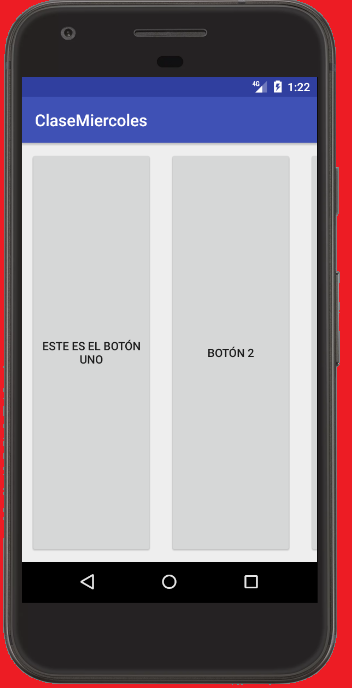 4G 1:22
ClaseMiercoles
ESTE ES EL BOTÓN
UNO
BOTÓN 2